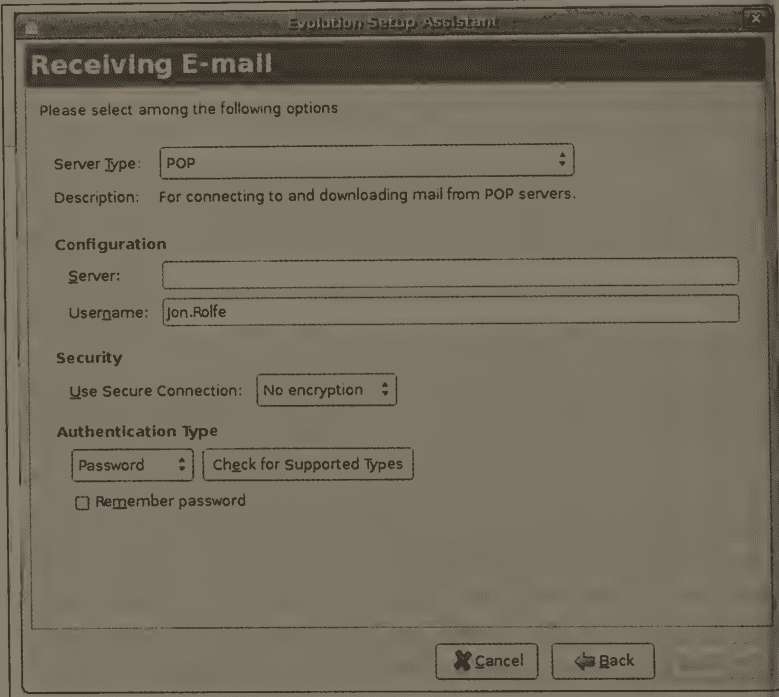 Evolution Setup Assistant
Receiving E-mail
Please select among the following options
Server Type: POP
Description: For connecting to and downloading mail from POP servers.
Configuration
Server:
Username: Jon.Rolfe
Security
Use Secure Connection: No encryption
Authentication Type
Password Check for Supported Types
Remember password
Cancel Back